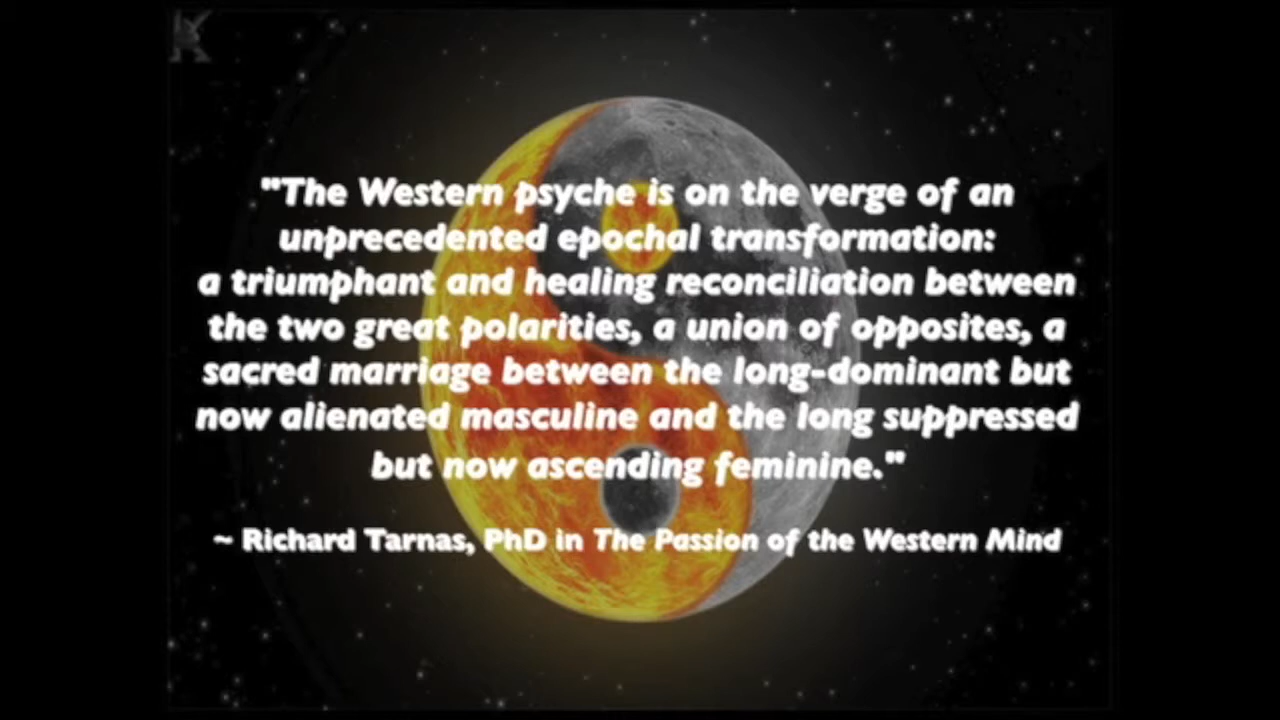 "The Western psyche is on the verge of an
unprecedented epochal transformation:
a triumphant and healing reconciliation between
the two great polarities, a union of opposites, a
sacred marriage between the long-dominant but
now alienated masculine and the long suppressed
but now ascending feminine."
~ Richard Tarnas, PhD in The Passion of the Western Mind